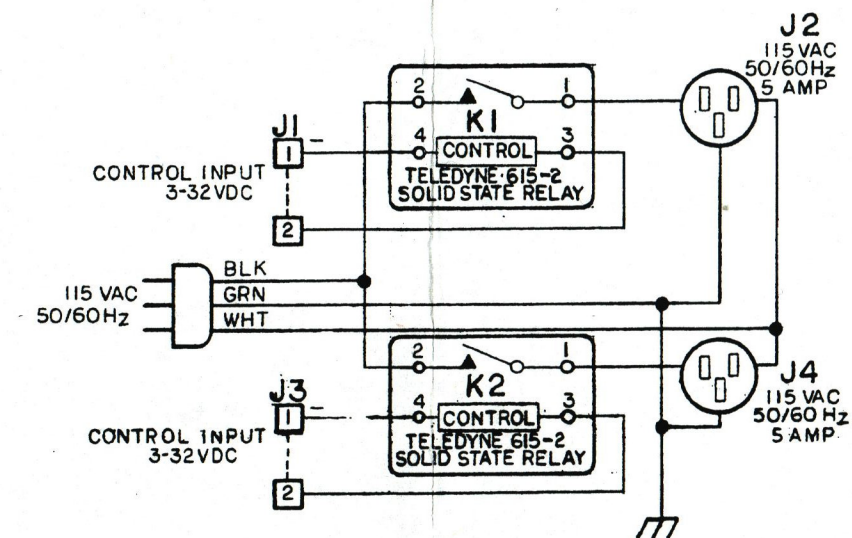 J2
115 VAC
50/60Hz
5 AMP
2
1
K1
J1
1
−
4
CONTROL
3
CONTROL INPUT
3-32VDC
TELEDYNE·615-2
SOLID STATE RELAY
2
BLK
115 VAC
50/60Hz
GRN
WHT
2
1
K2
J4
115 VAC
50/60 Hz
5 AMP
J3
1
−
4
CONTROL
3
CONTROL INPUT
3-32VDC
TELEDYNE 615-2
SOLID STATE RELAY
2